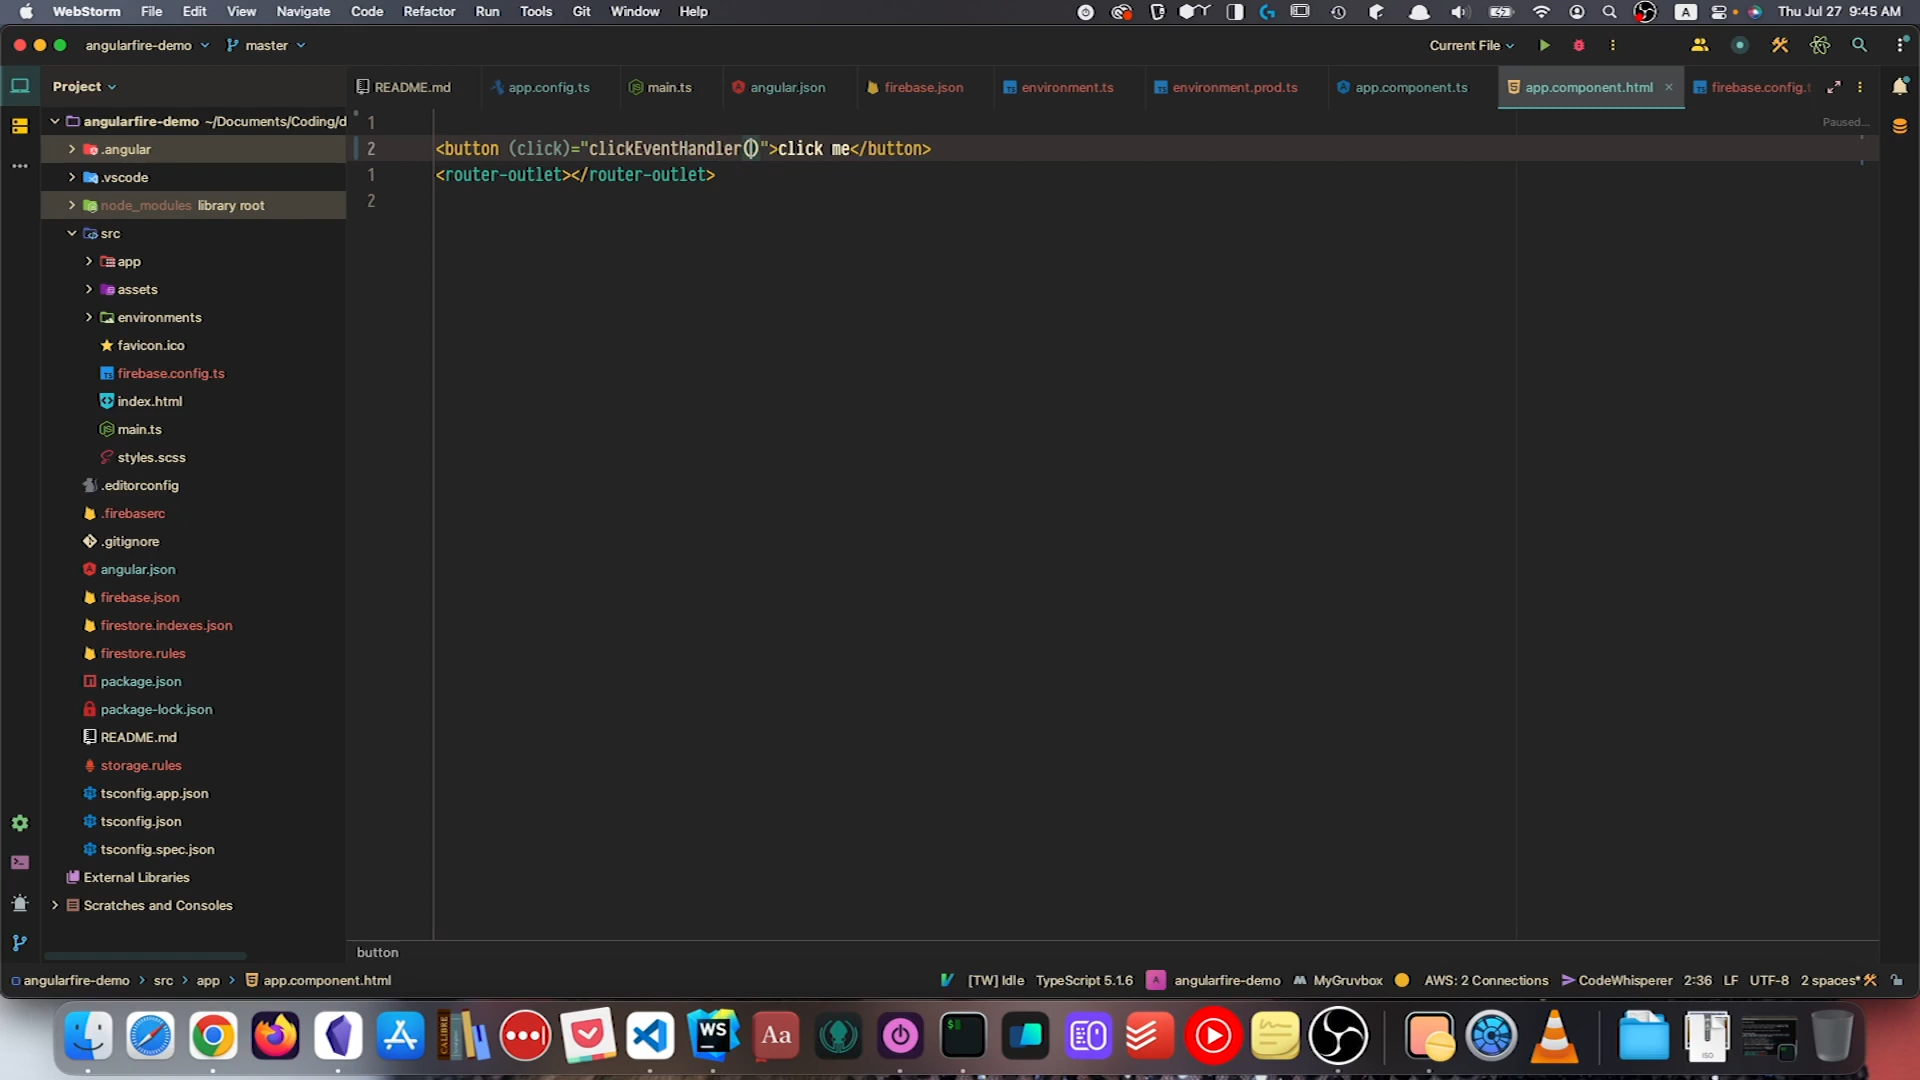 WebStorm File Edit View Navigate Code Refactor Run Tools Git Window Help
A Thu Jul 27 9:45 AM
angularfire-demo master
Current File
Project
README.md app.config.ts main.ts angular.json firebase.json environment.ts environment.prod.ts app.component.ts app.component.html firebase.config.t
angularfire-demo ~/Documents/Coding/d
.angular
.vscode
node_modules library root
src
app
assets
environments
favicon.ico
firebase.config.ts
index.html
main.ts
styles.scss
.editorconfig
.firebaserc
.gitignore
angular.json
firebase.json
firestore.indexes.json
firestore.rules
package.json
package-lock.json
README.md
storage.rules
tsconfig.app.json
tsconfig.json
tsconfig.spec.json
External Libraries
Scratches and Consoles
Paused...
1
2 <button (click)="clickEventHandler()">click me</button>
1 <router-outlet></router-outlet>
2
button
angularfire-demo src app app.component.html
[TW] Idle TypeScript 5.1.6 A angularfire-demo MyGruvbox AWS: 2 Connections CodeWhisperer 2:36 LF UTF-8 2 spaces*
CALIBRE WS Aa $ ISO